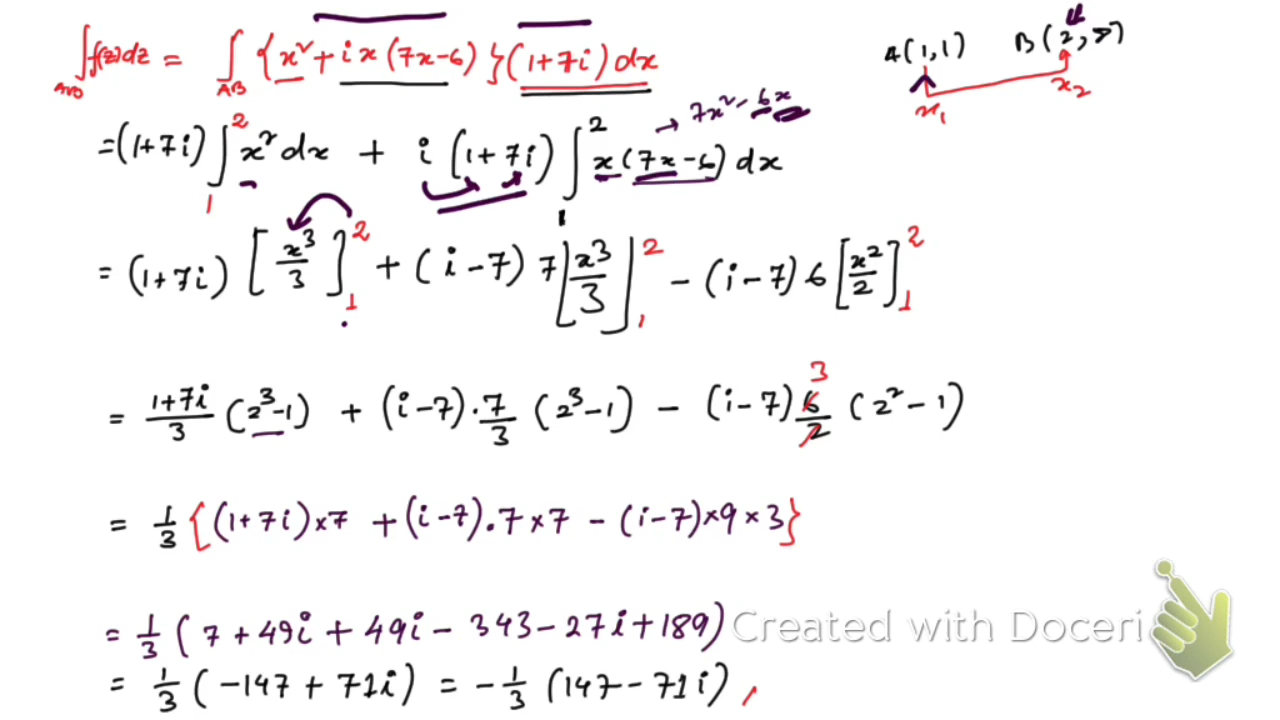 ∫_{AB} f(z)dz = ∫_{AB} {x² + ix(7x-6)}(1+7i)dx
A(1,1) B(2,8)
x₁ x₂
→ 7x² - 6x
= (1+7i) ∫₁² x² dx + i(1+7i) ∫₁² x(7x-6)dx
= (1+7i) [x³/3]₁² + (i-7) 7[x³/3]₁² - (i-7) 6[x²/2]₁²
= (1+7i)/3 (2³-1) + (i-7)·7/3 (2³-1) - (i-7) 6/2 (2²-1)
3
= 1/3 {(1+7i)×7 + (i-7).7×7 - (i-7)×9×3}
= 1/3 (7+49i+49i-343-27i+189)
Created with Doceri
= 1/3 (-147+71i) = -1/3 (147-71i)